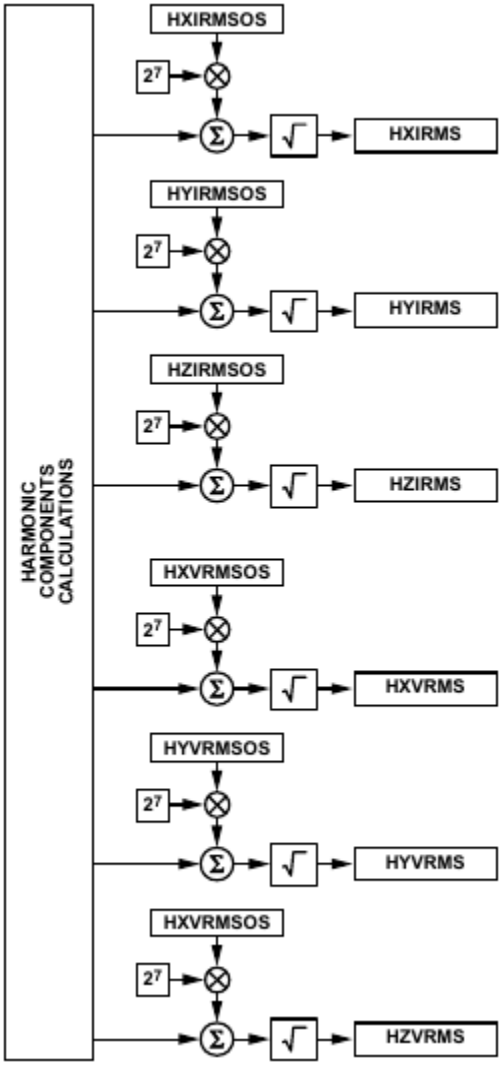 HXIRMSOS
2⁷
Σ
√
HXIRMS
HYIRMSOS
2⁷
Σ
√
HYIRMS
HZIRMSOS
2⁷
Σ
√
HZIRMS
HARMONIC
COMPONENTS
CALCULATIONS
HXVRMSOS
2⁷
Σ
√
HXVRMS
HYVRMSOS
2⁷
Σ
√
HYVRMS
HXVRMSOS
2⁷
Σ
√
HZVRMS